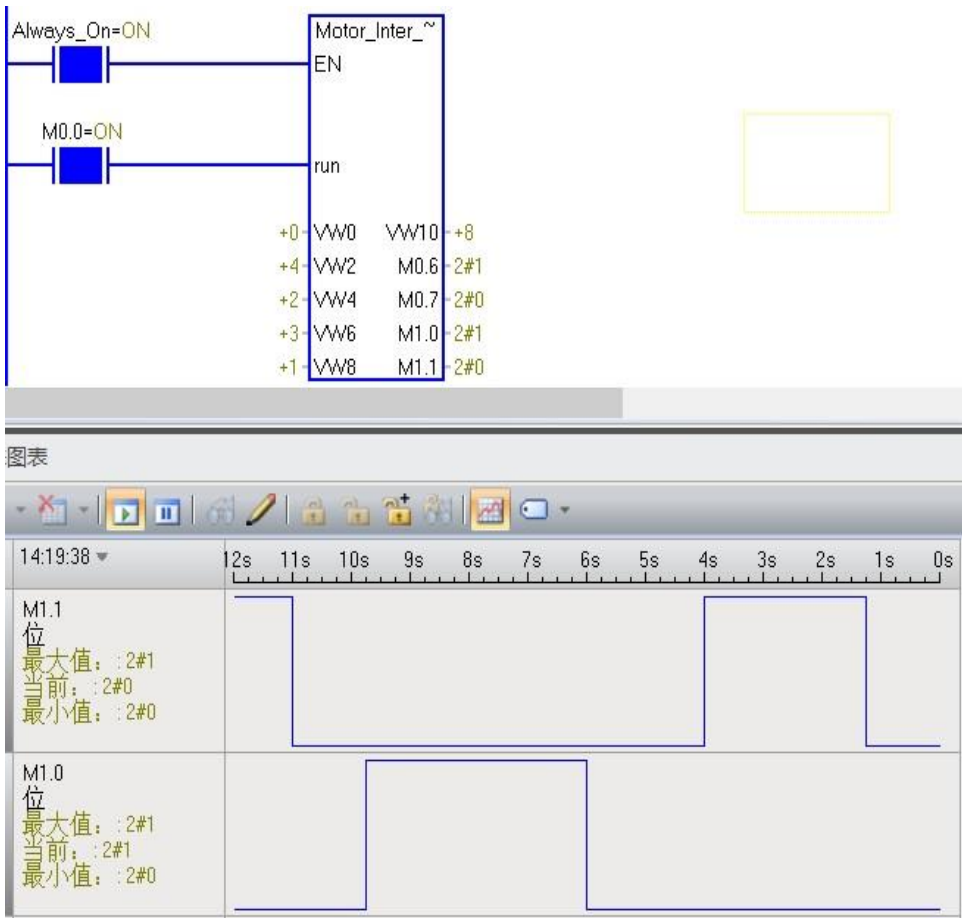 Always_On=ON
Motor_Inter_~
EN
M0.0=ON
run
+0 VW0 VW10 +8
+4 VW2 M0.6 2#1
+2 VW4 M0.7 2#0
+3 VW6 M1.0 2#1
+1 VW8 M1.1 2#0
图表
14:19:38 12s 11s 10s 9s 8s 7s 6s 5s 4s 3s 2s 1s 0s
M1.1
位
最大值：:2#1
当前：:2#0
最小值：:2#0
M1.0
位
最大值：:2#1
当前：:2#1
最小值：:2#0